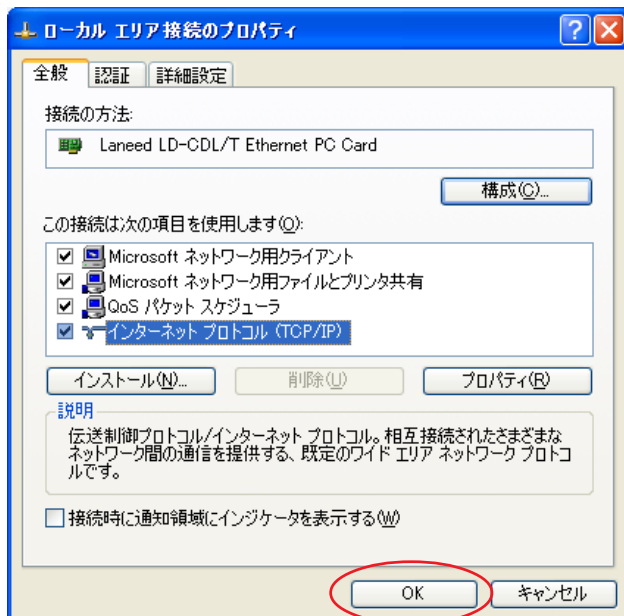 ローカル エリア接続のプロパティ
全般 認証 詳細設定
接続の方法:
Laneed LD-CDL/T Ethernet PC Card
構成(C)...
この接続は次の項目を使用します(O):
Microsoft ネットワーク用クライアント
Microsoft ネットワーク用ファイルとプリンタ共有
QoS パケット スケジューラ
インターネット プロトコル (TCP/IP)
インストール(N)... 削除(U) プロパティ(R)
説明
伝送制御プロトコル/インターネット プロトコル。相互接続されたさまざまな
ネットワーク間の通信を提供する、既定のワイド エリア ネットワーク プロトコ
ルです。
接続時に通知領域にインジケータを表示する(W)
OK キャンセル